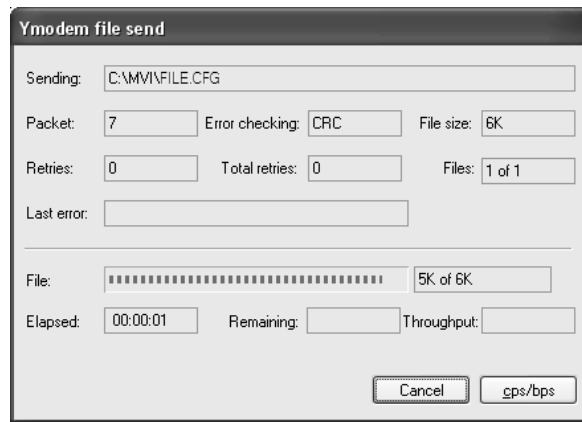 Ymodem file send
Sending: C:\MVI\FILE.CFG
Packet: 7 Error checking: CRC File size: 6K
Retries: 0 Total retries: 0 Files: 1 of 1
Last error:
File: 5K of 6K
Elapsed: 00:00:01 Remaining: Throughput:
Cancel cps/bps